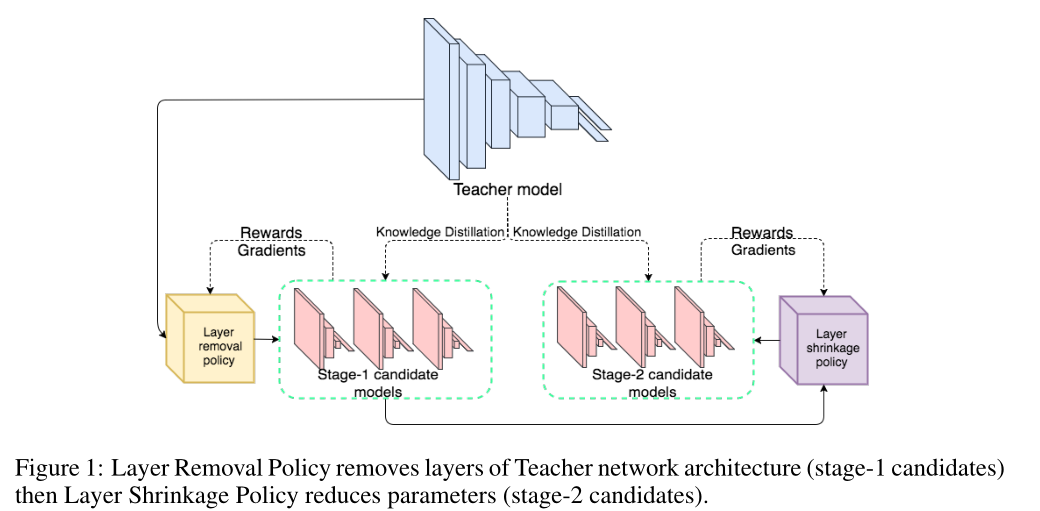 Teacher model
Rewards
Gradients
Knowledge Distillation
Knowledge Distillation
Rewards
Gradients
Layer
removal
policy
Stage-1 candidate
models
Stage-2 candidate
models
Layer
shrinkage
policy
Figure 1: Layer Removal Policy removes layers of Teacher network architecture (stage-1 candidates)
then Layer Shrinkage Policy reduces parameters (stage-2 candidates).